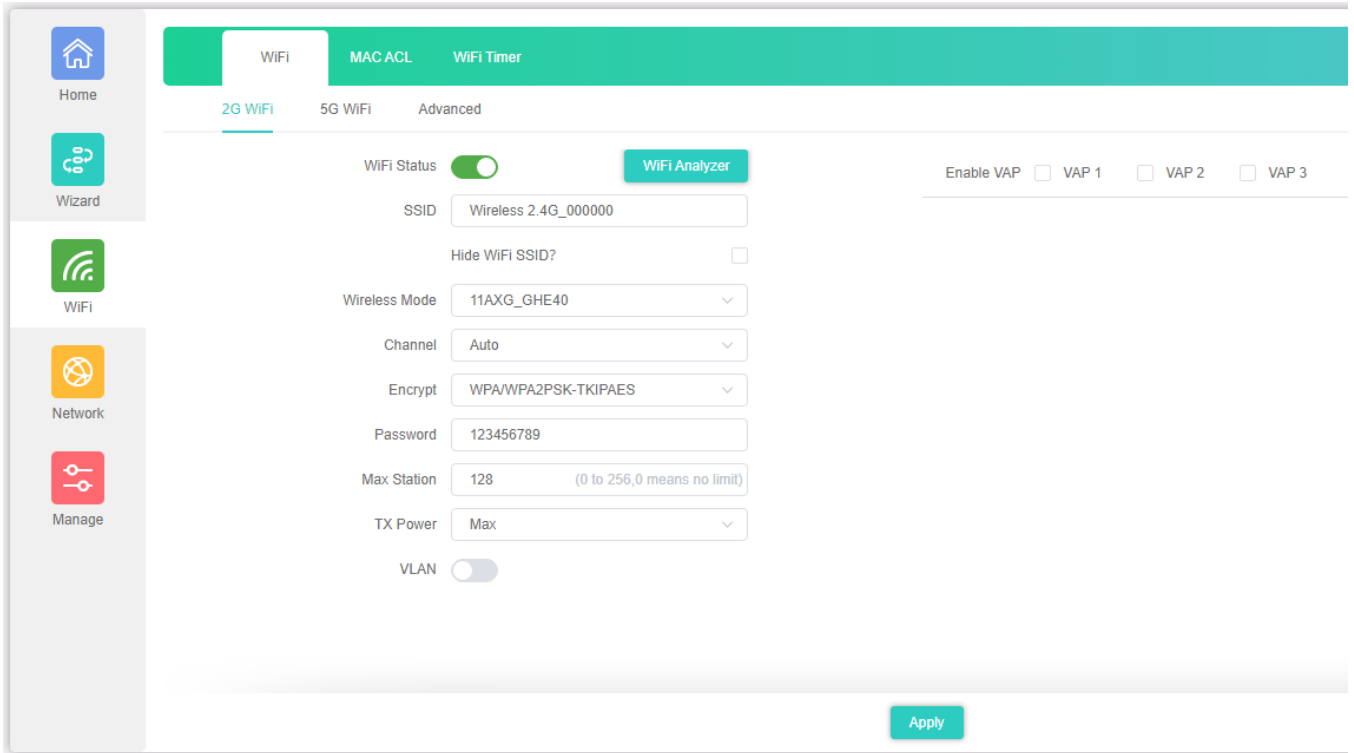 Home
Wizard
WiFi
Network
Manage
WiFi MAC ACL WiFi Timer
2G WiFi 5G WiFi Advanced
WiFi Status WiFi Analyzer
SSID Wireless 2.4G_000000
Hide WiFi SSID?
Wireless Mode 11AXG_GHE40
Channel Auto
Encrypt WPA/WPA2PSK-TKIPAES
Password 123456789
Max Station 128 (0 to 256,0 means no limit)
TX Power Max
VLAN
Enable VAP VAP 1 VAP 2 VAP 3
Apply